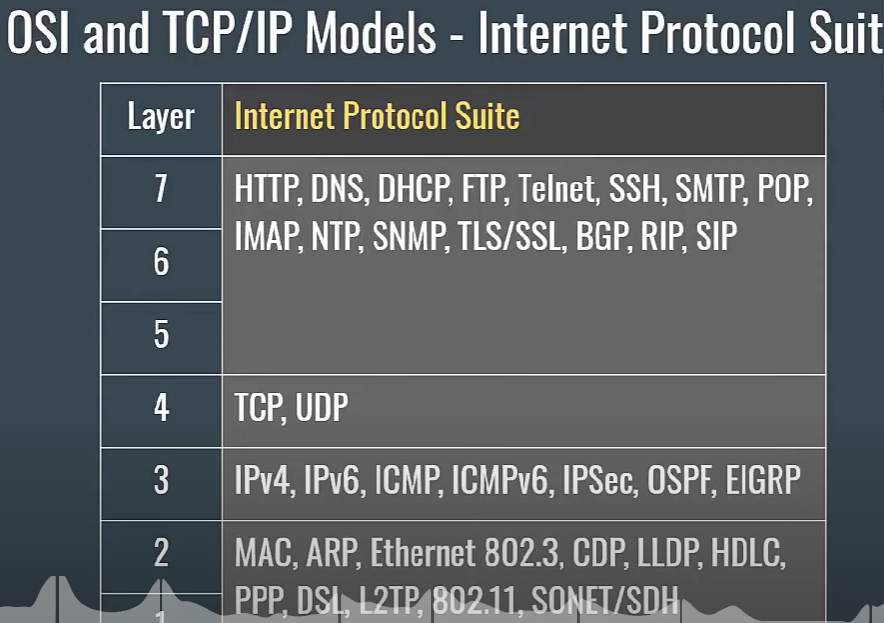 OSI and TCP/IP Models - Internet Protocol Suit
Layer Internet Protocol Suite
7 HTTP, DNS, DHCP, FTP, Telnet, SSH, SMTP, POP,
IMAP, NTP, SNMP, TLS/SSL, BGP, RIP, SIP
6
5
4 TCP, UDP
3 IPv4, IPv6, ICMP, ICMPv6, IPSec, OSPF, EIGRP
2 MAC, ARP, Ethernet 802.3, CDP, LLDP, HDLC,
PPP, DSL, L2TP, 802.11, SONET/SDH
1